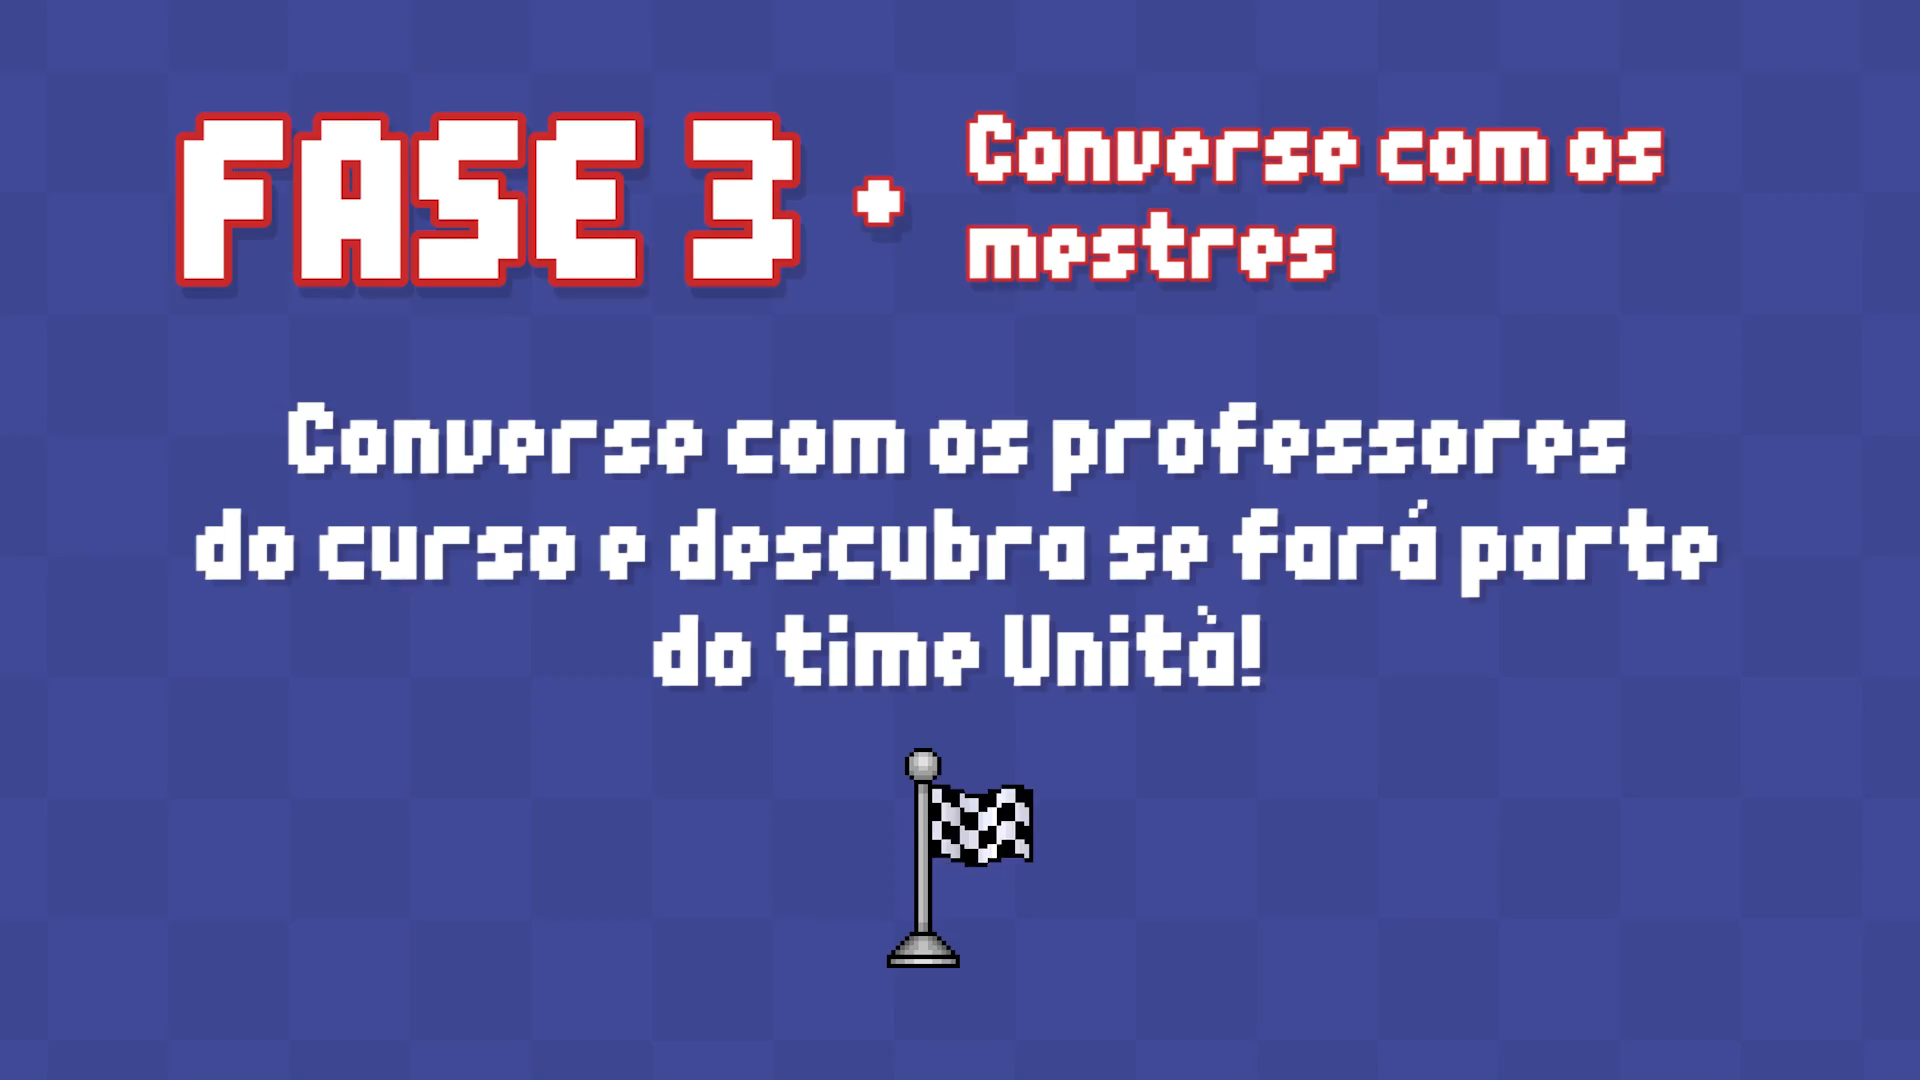 FASE 3 • Converse com os
mestres
Converse com os professores
do curso e descubra se fará parte
do time Unità!